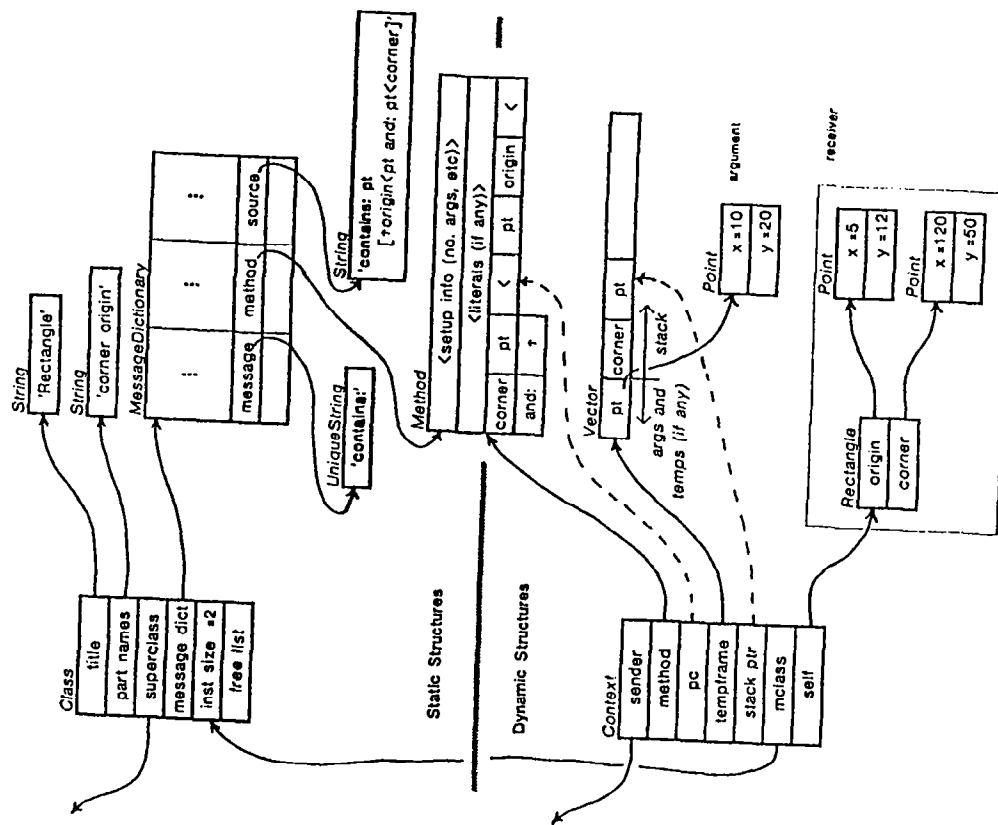 Class
title
part names
superclass
message dict
inst size =2
free list
String
'Rectangle'
String
'corner origin'
MessageDictionary
... ... ...
message method source
UniqueString
'contains:'
String
'contains: pt
[↑origin<pt and: pt<corner]'
Static Structures
Dynamic Structures
Method
<setup into (no. args, etc)>
<literals (if any)>
corner pt < pt origin <
and: ↑
Context
sender
method
pc
tempframe
stack ptr
mclass
self
Vector
pt corner pt
args and
temps (if any)
stack
Point
x =10
y =20
argument
receiver
Rectangle
origin
corner
Point
x =5
y =12
Point
x =120
y =50